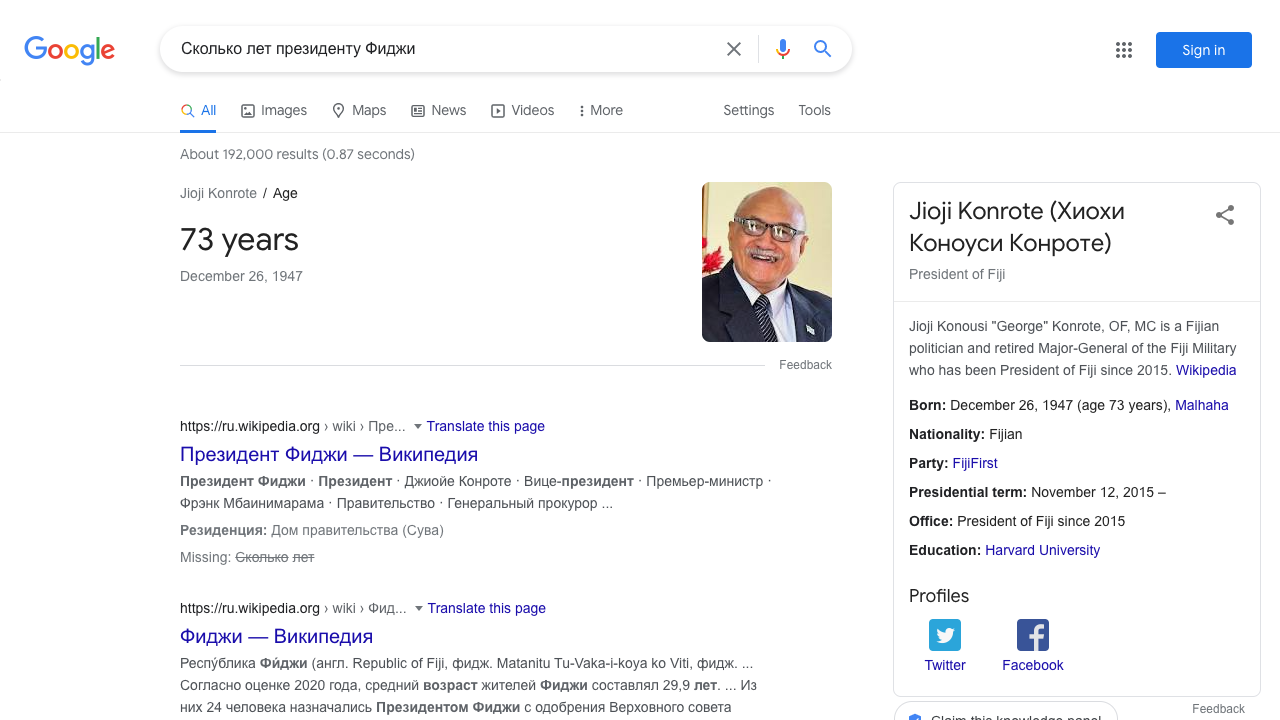 Google
Сколько лет президенту Фиджи
Sign in
All
Images
Maps
News
Videos
More
Settings
Tools
About 192,000 results (0.87 seconds)
Jioji Konrote / Age
73 years
December 26, 1947
Feedback
https://ru.wikipedia.org › wiki › Пре... Translate this page
Президент Фиджи — Википедия
Президент Фиджи · Президент · Джиойе Конроте · Вице-президент · Премьер-министр ·
Фрэнк Мбаинимарама · Правительство · Генеральный прокурор ...
Резиденция: Дом правительства (Сува)
Missing: Сколько лет
https://ru.wikipedia.org › wiki › Фид... Translate this page
Фиджи — Википедия
Респу́блика Фи́джи (англ. Republic of Fiji, фидж. Matanitu Tu-Vaka-i-koya ko Viti, фидж. ...
Согласно оценке 2020 года, средний возраст жителей Фиджи составлял 29,9 лет. ... Из
них 24 человека назначались Президентом Фиджи с одобрения Верховного совета
Jioji Konrote (Хиохи
Коноуси Конроте)
President of Fiji
Jioji Konousi "George" Konrote, OF, MC is a Fijian
politician and retired Major-General of the Fiji Military
who has been President of Fiji since 2015. Wikipedia
Born: December 26, 1947 (age 73 years), Malhaha
Nationality: Fijian
Party: FijiFirst
Presidential term: November 12, 2015 –
Office: President of Fiji since 2015
Education: Harvard University
Profiles
Twitter
Facebook
Claim this knowledge panel
Feedback